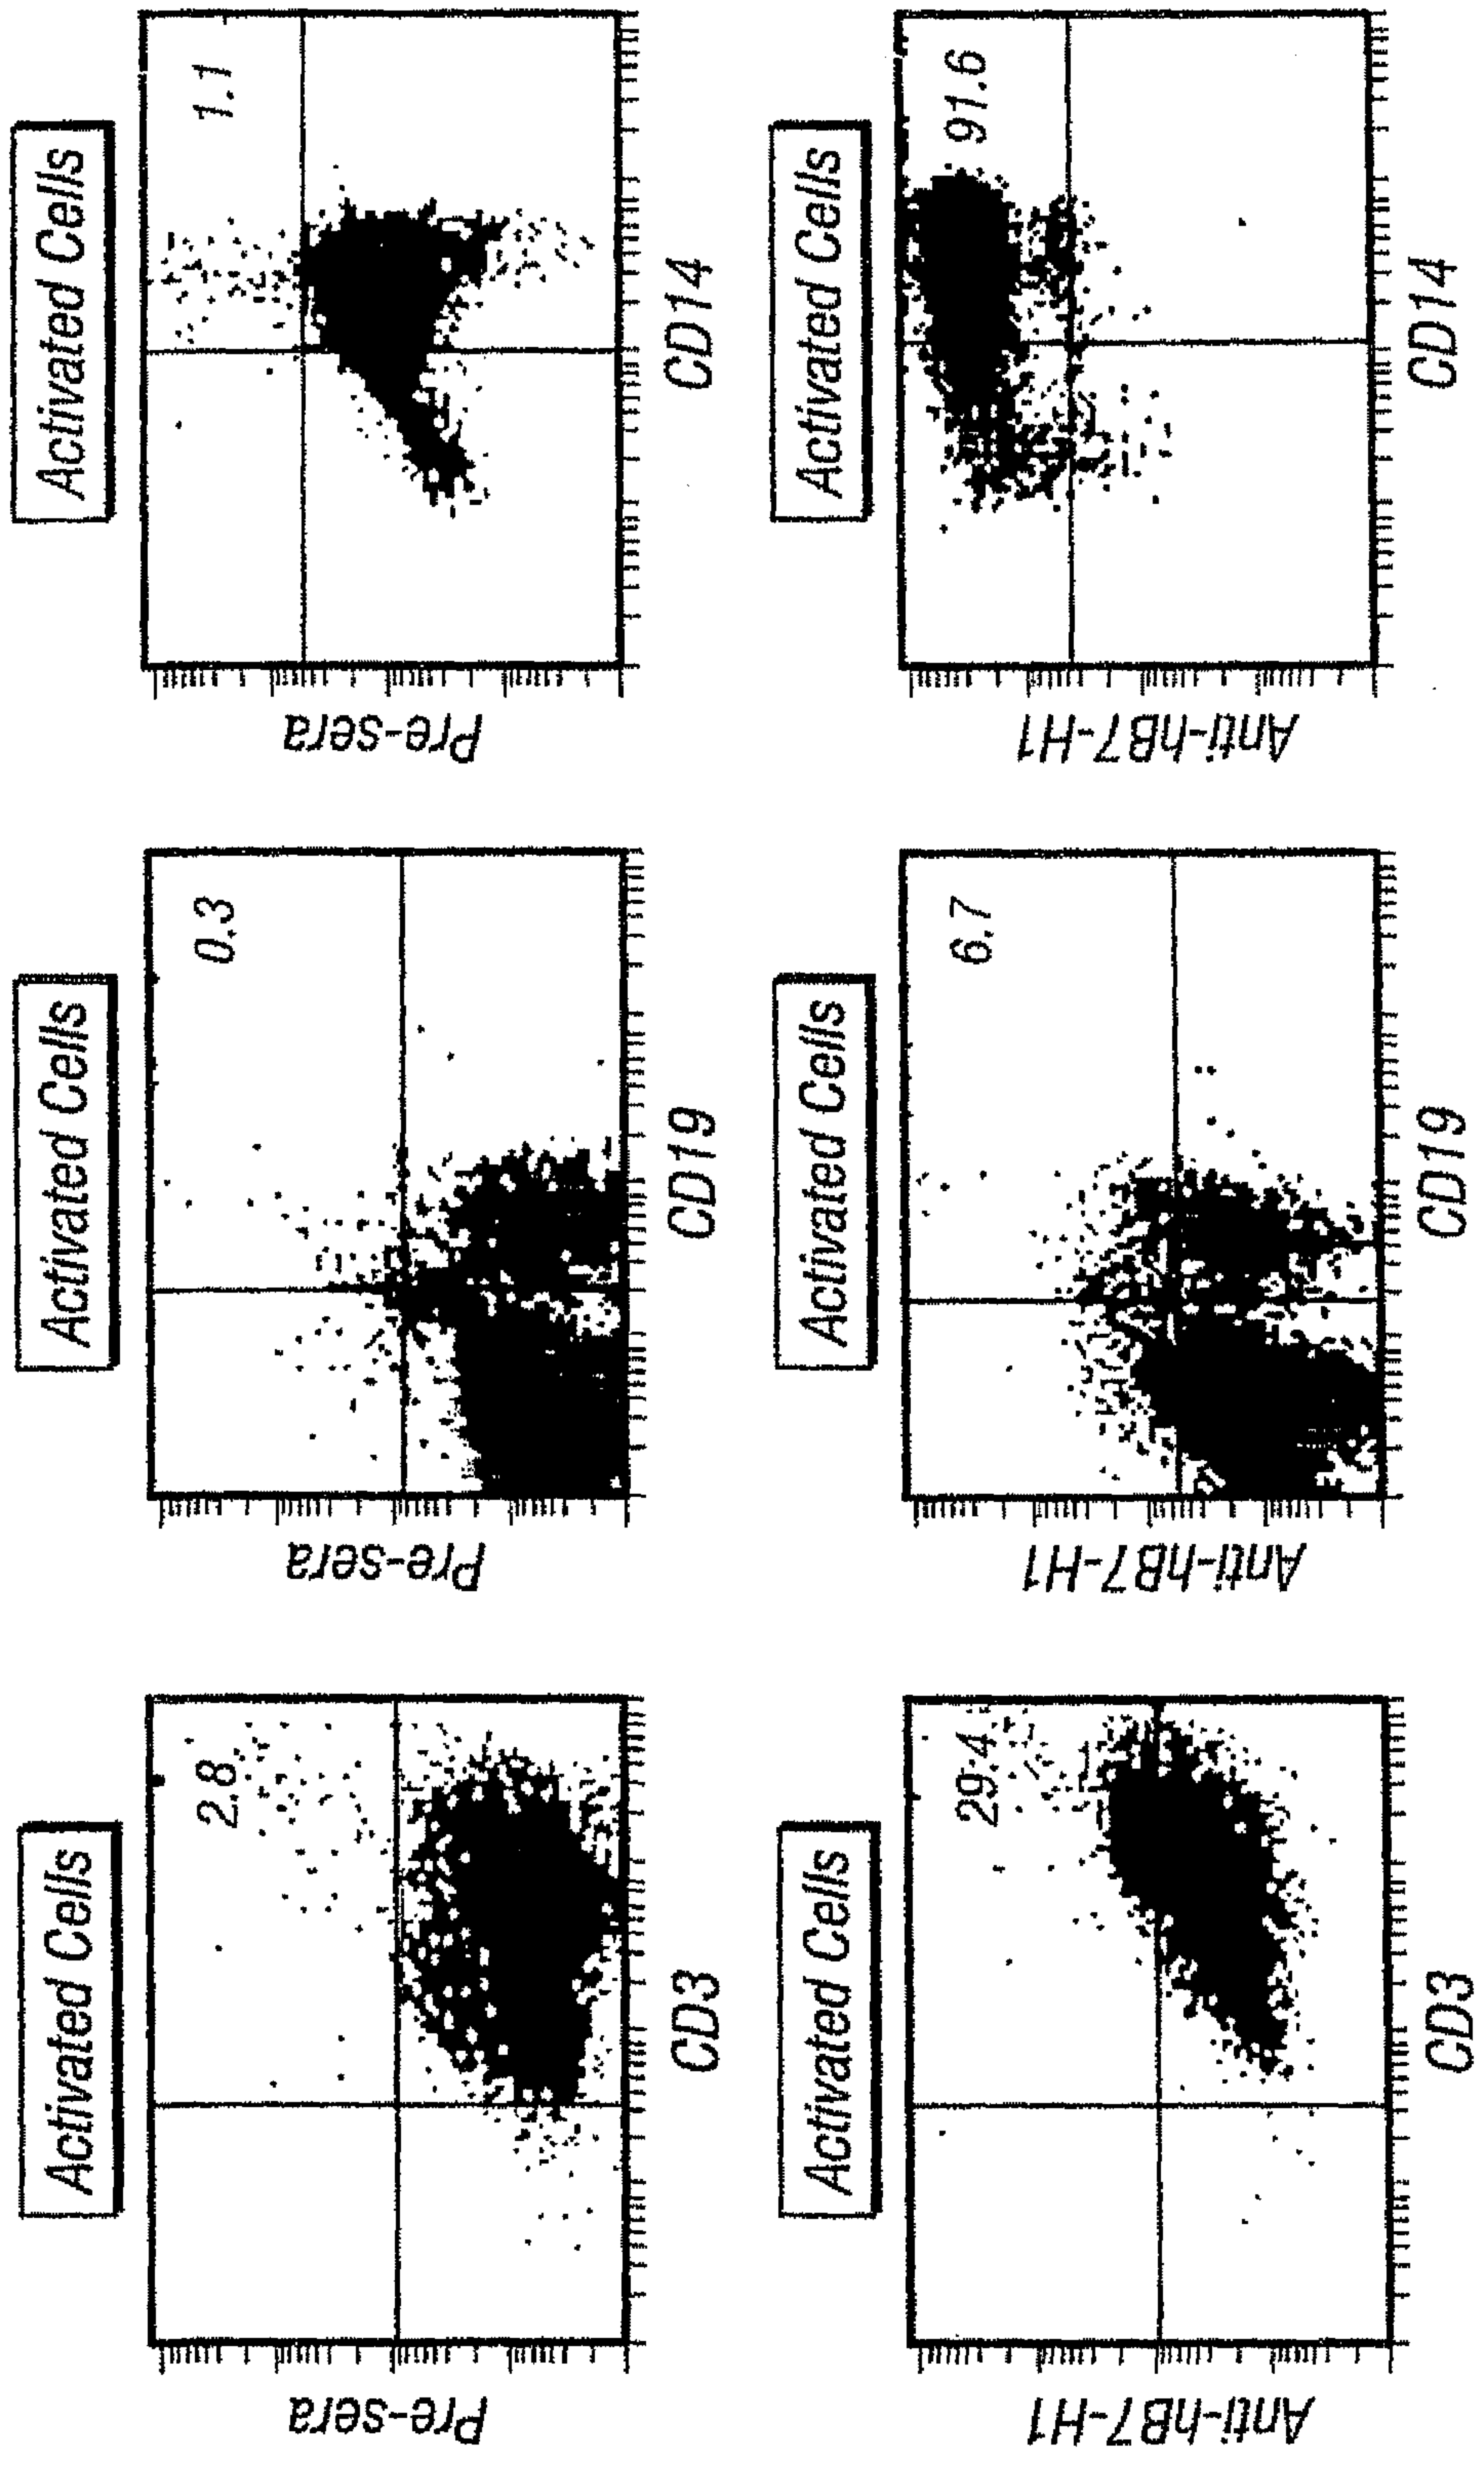 Activated Cells
2.8
Pre-sera
CD3
Activated Cells
0.3
Pre-sera
CD19
Activated Cells
1.1
Pre-sera
CD14
Activated Cells
29.4
Anti-hB7-H1
CD3
Activated Cells
6.7
Anti-hB7-H1
CD19
Activated Cells
91.6
Anti-hB7-H1
CD14